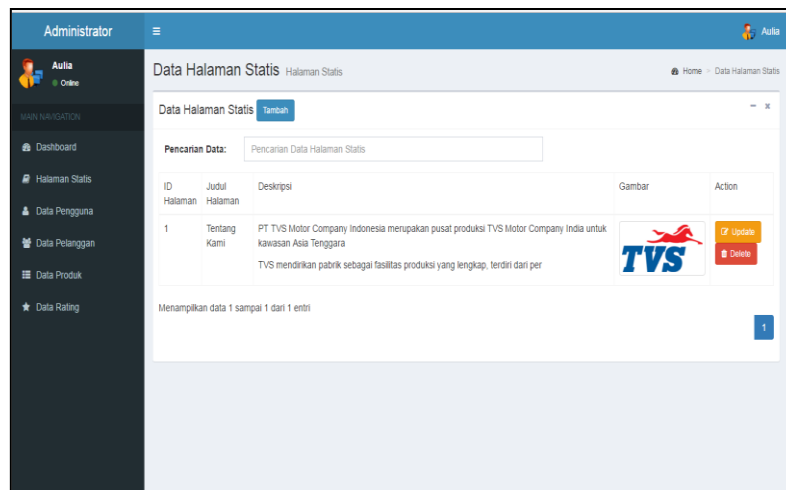 Administrator
Aulia
Aulia
Online
MAIN NAVIGATION
Dashboard
Halaman Statis
Data Pengguna
Data Pelanggan
Data Produk
Data Rating
Data Halaman Statis Halaman Statis
Home > Data Halaman Statis
Data Halaman Statis Tambah
Pencarian Data: Pencarian Data Halaman Statis
ID Halaman Judul Halaman Deskripsi Gambar Action
1 Tentang Kami PT TVS Motor Company Indonesia merupakan pusat produksi TVS Motor Company India untuk
kawasan Asia Tenggara
TVS mendirikan pabrik sebagai fasilitas produksi yang lengkap, terdiri dari per
TVS
Update
Delete
Menampilkan data 1 sampai 1 dari 1 entri
1